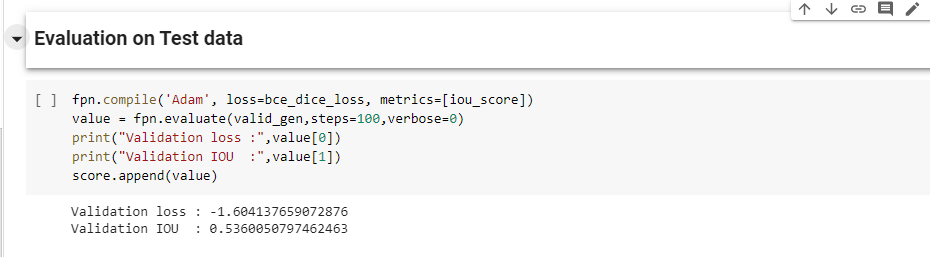 Evaluation on Test data
[ ] fpn.compile('Adam', loss=bce_dice_loss, metrics=[iou_score])
value = fpn.evaluate(valid_gen,steps=100,verbose=0)
print("Validation loss :",value[0])
print("Validation IOU  :",value[1])
score.append(value)
Validation loss : -1.604137659072876
Validation IOU  : 0.5360050797462463